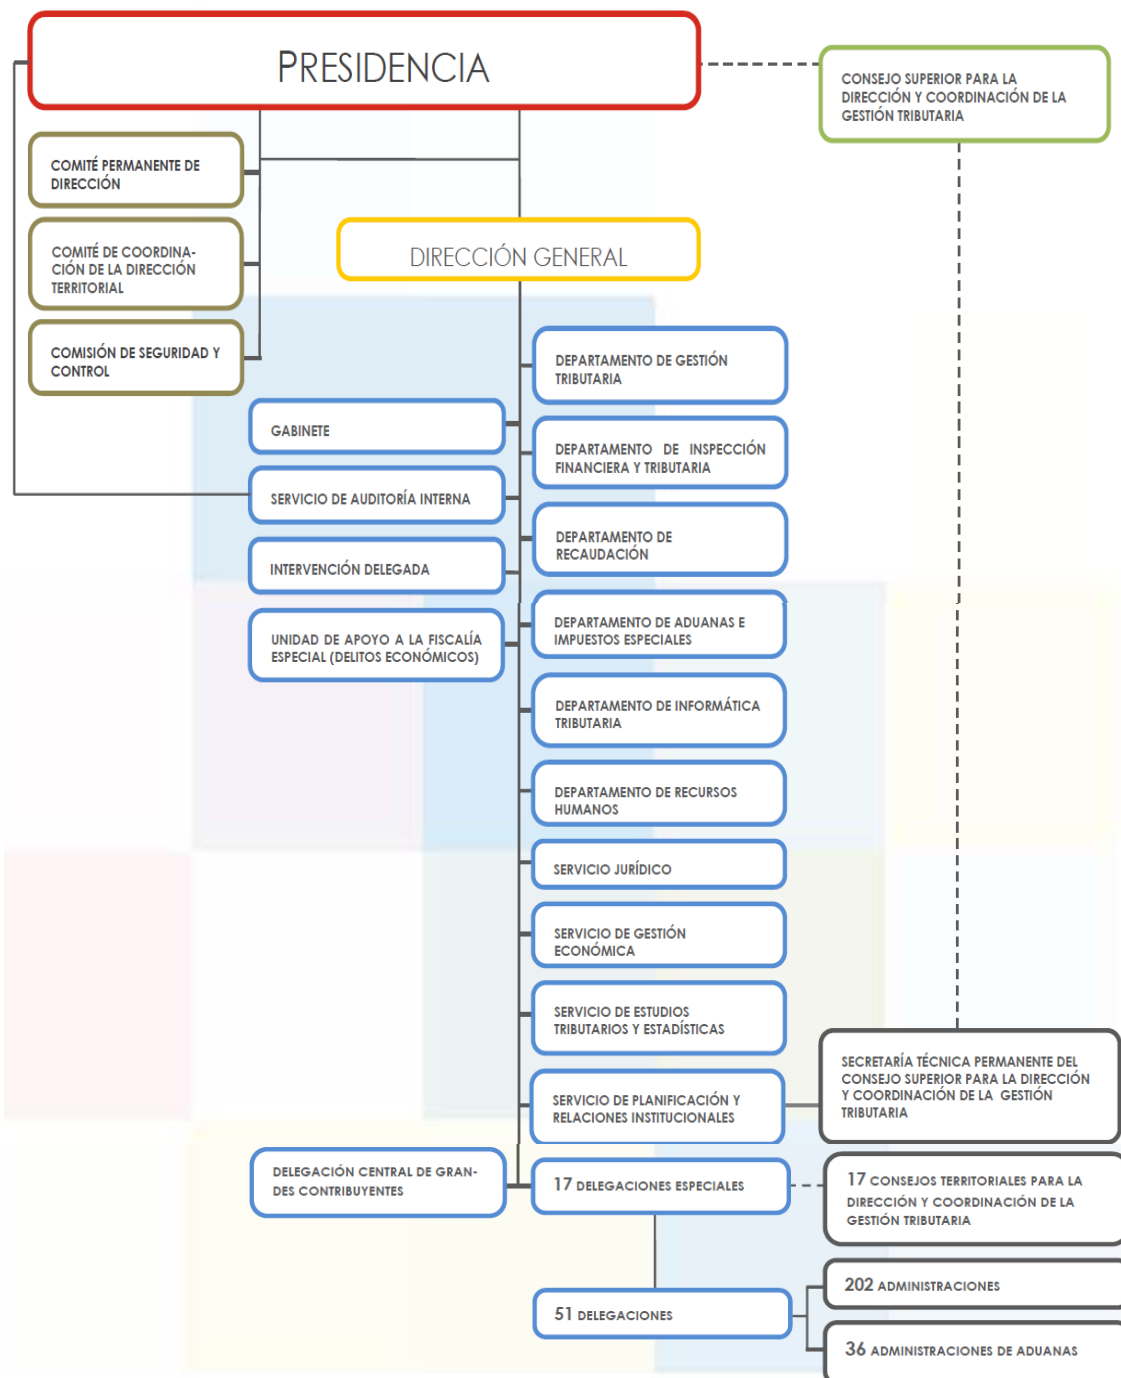 PRESIDENCIA
CONSEJO SUPERIOR PARA LA
DIRECCIÓN Y COORDINACIÓN DE LA
GESTIÓN TRIBUTARIA
COMITÉ PERMANENTE DE
DIRECCIÓN
COMITÉ DE COORDINA-
CIÓN DE LA DIRECCIÓN
TERRITORIAL
COMISIÓN DE SEGURIDAD Y
CONTROL
DIRECCIÓN GENERAL
GABINETE
SERVICIO DE AUDITORÍA INTERNA
INTERVENCIÓN DELEGADA
UNIDAD DE APOYO A LA FISCALÍA
ESPECIAL (DELITOS ECONÓMICOS)
DEPARTAMENTO DE GESTIÓN
TRIBUTARIA
DEPARTAMENTO DE INSPECCIÓN
FINANCIERA Y TRIBUTARIA
DEPARTAMENTO DE
RECAUDACIÓN
DEPARTAMENTO DE ADUANAS E
IMPUESTOS ESPECIALES
DEPARTAMENTO DE INFORMÁTICA
TRIBUTARIA
DEPARTAMENTO DE RECURSOS
HUMANOS
SERVICIO JURÍDICO
SERVICIO DE GESTIÓN
ECONÓMICA
SERVICIO DE ESTUDIOS
TRIBUTARIOS Y ESTADÍSTICAS
SERVICIO DE PLANIFICACIÓN Y
RELACIONES INSTITUCIONALES
SECRETARÍA TÉCNICA PERMANENTE DEL
CONSEJO SUPERIOR PARA LA DIRECCIÓN
Y COORDINACIÓN DE LA GESTIÓN
TRIBUTARIA
DELEGACIÓN CENTRAL DE GRAN-
DES CONTRIBUYENTES
17 DELEGACIONES ESPECIALES
17 CONSEJOS TERRITORIALES PARA LA
DIRECCIÓN Y COORDINACIÓN DE LA
GESTIÓN TRIBUTARIA
51 DELEGACIONES
202 ADMINISTRACIONES
36 ADMINISTRACIONES DE ADUANAS